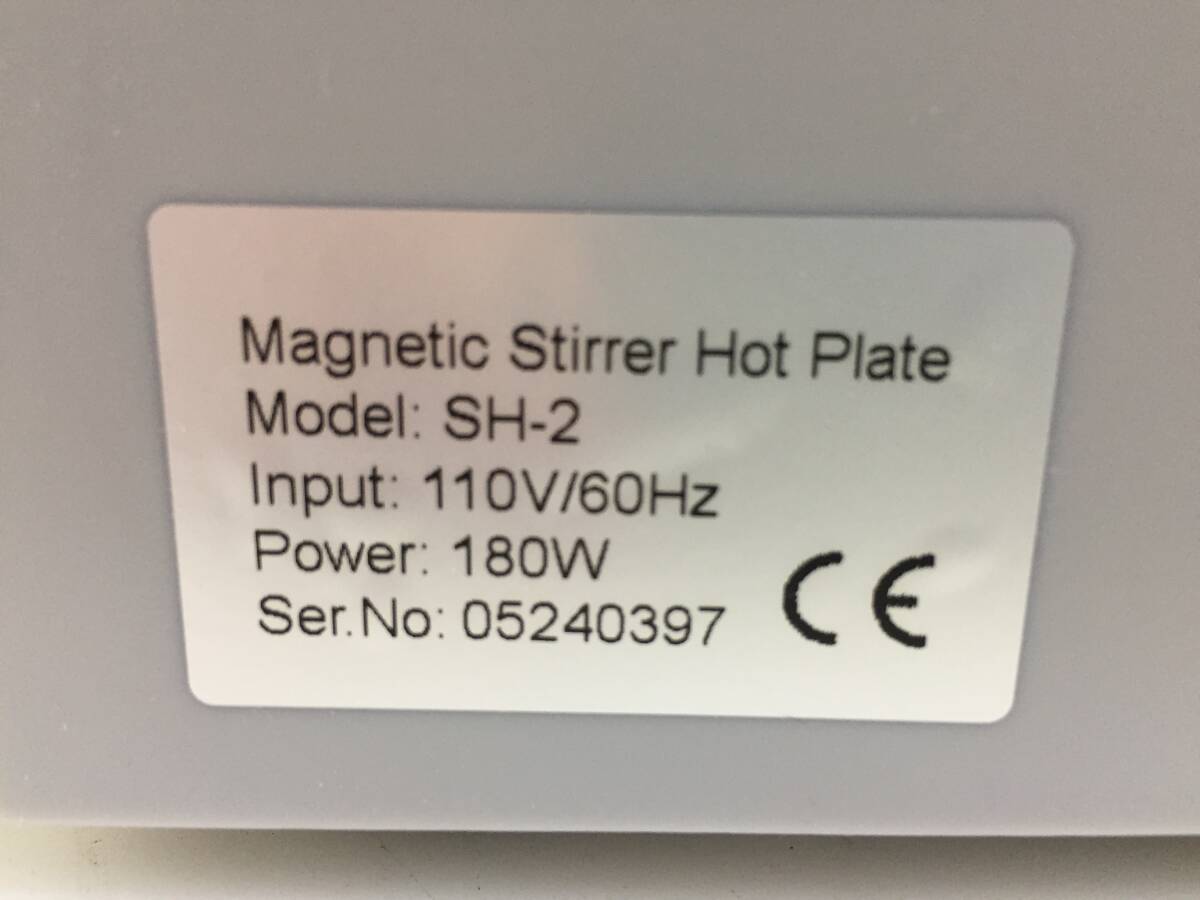 Magnetic Stirrer Hot Plate
Model: SH-2
Input: 110V/60Hz
Power: 180W
Ser.No: 05240397
CE